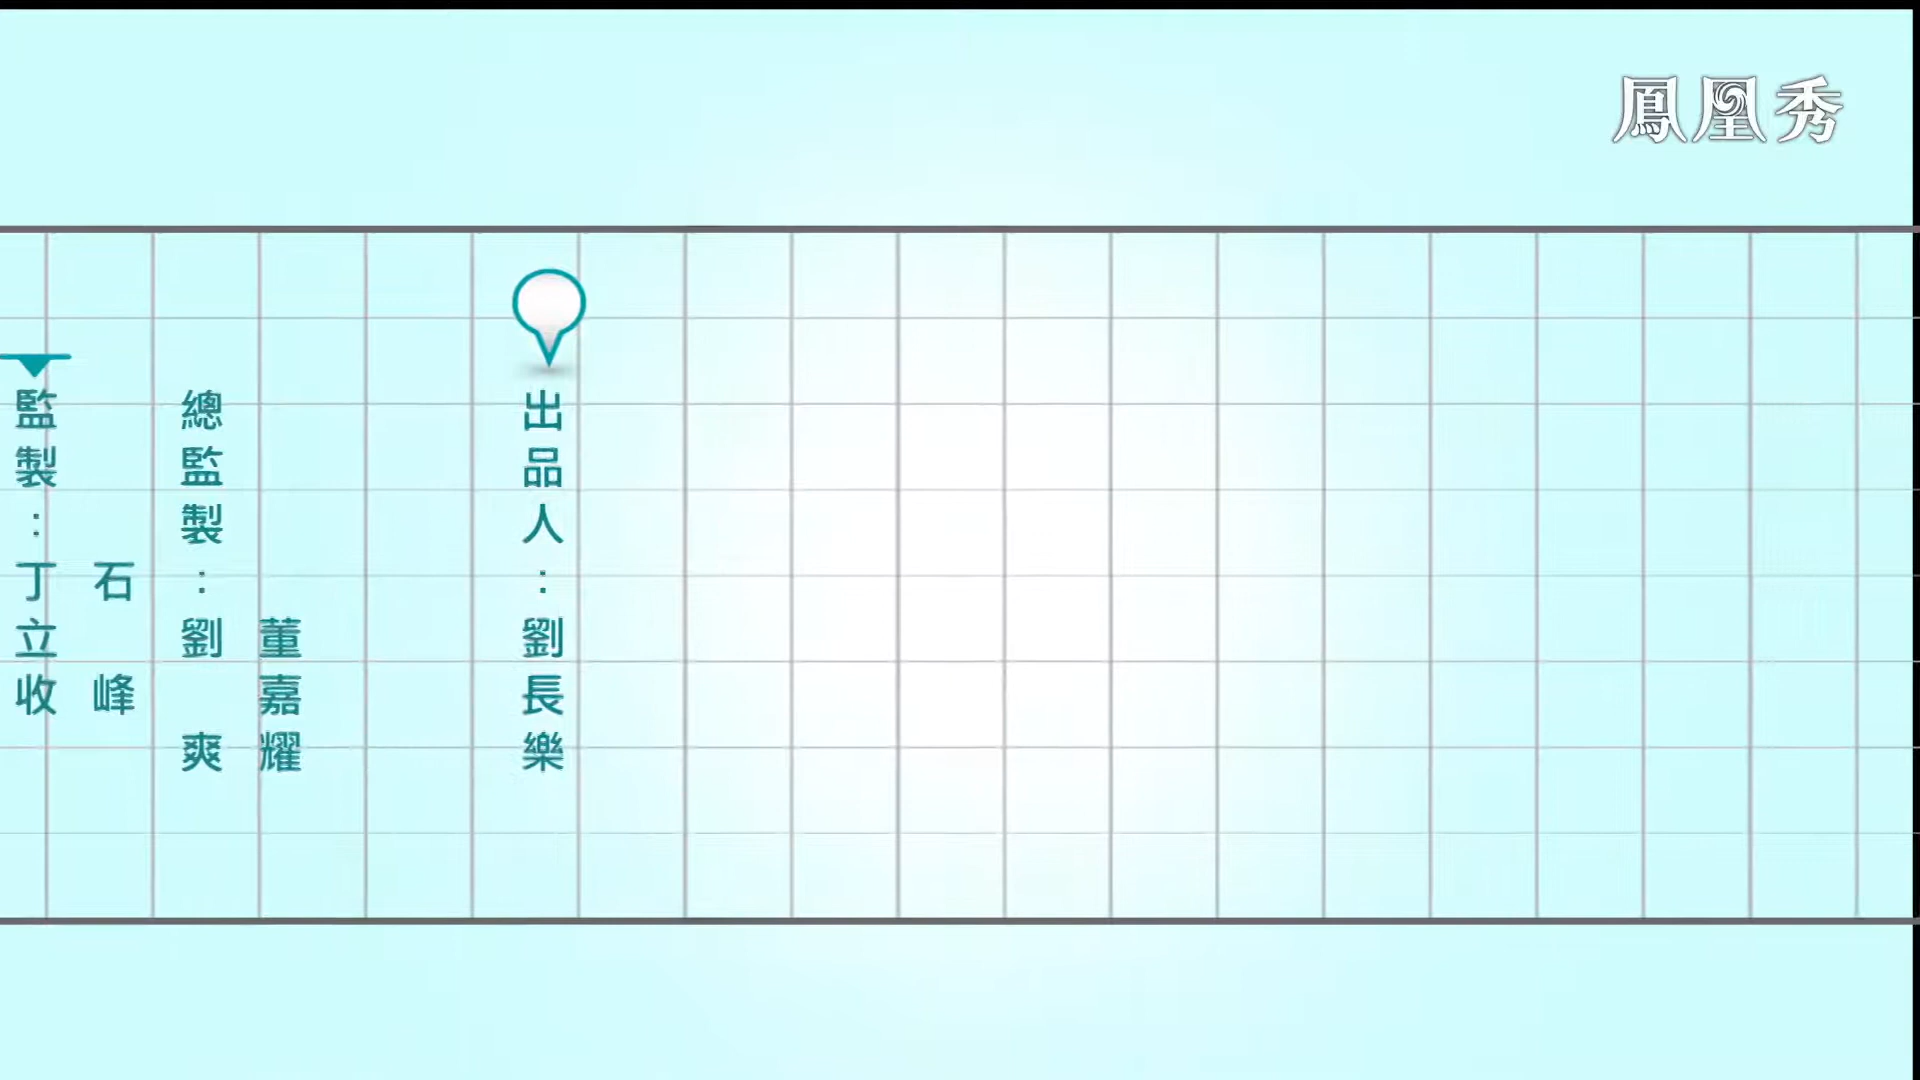 鳳凰秀
監製：丁立收
石峰
總監製：劉爽
董嘉耀
出品人：劉長樂